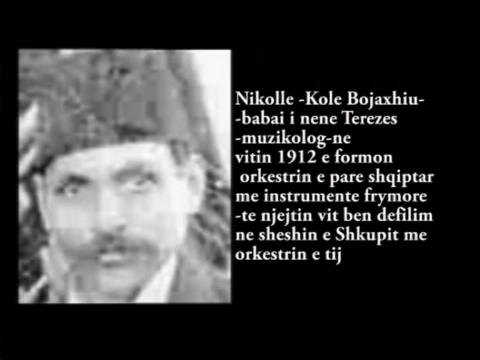 Nikolle -Kole Bojaxhiu-
-babai i nene Terezes
-muzikolog-ne
vitin 1912 e formon
orkestrin e pare shqiptar
me instrumente frymore
-te njejtin vit ben defilim
ne sheshin e Shkupit me
orkestrin e tij